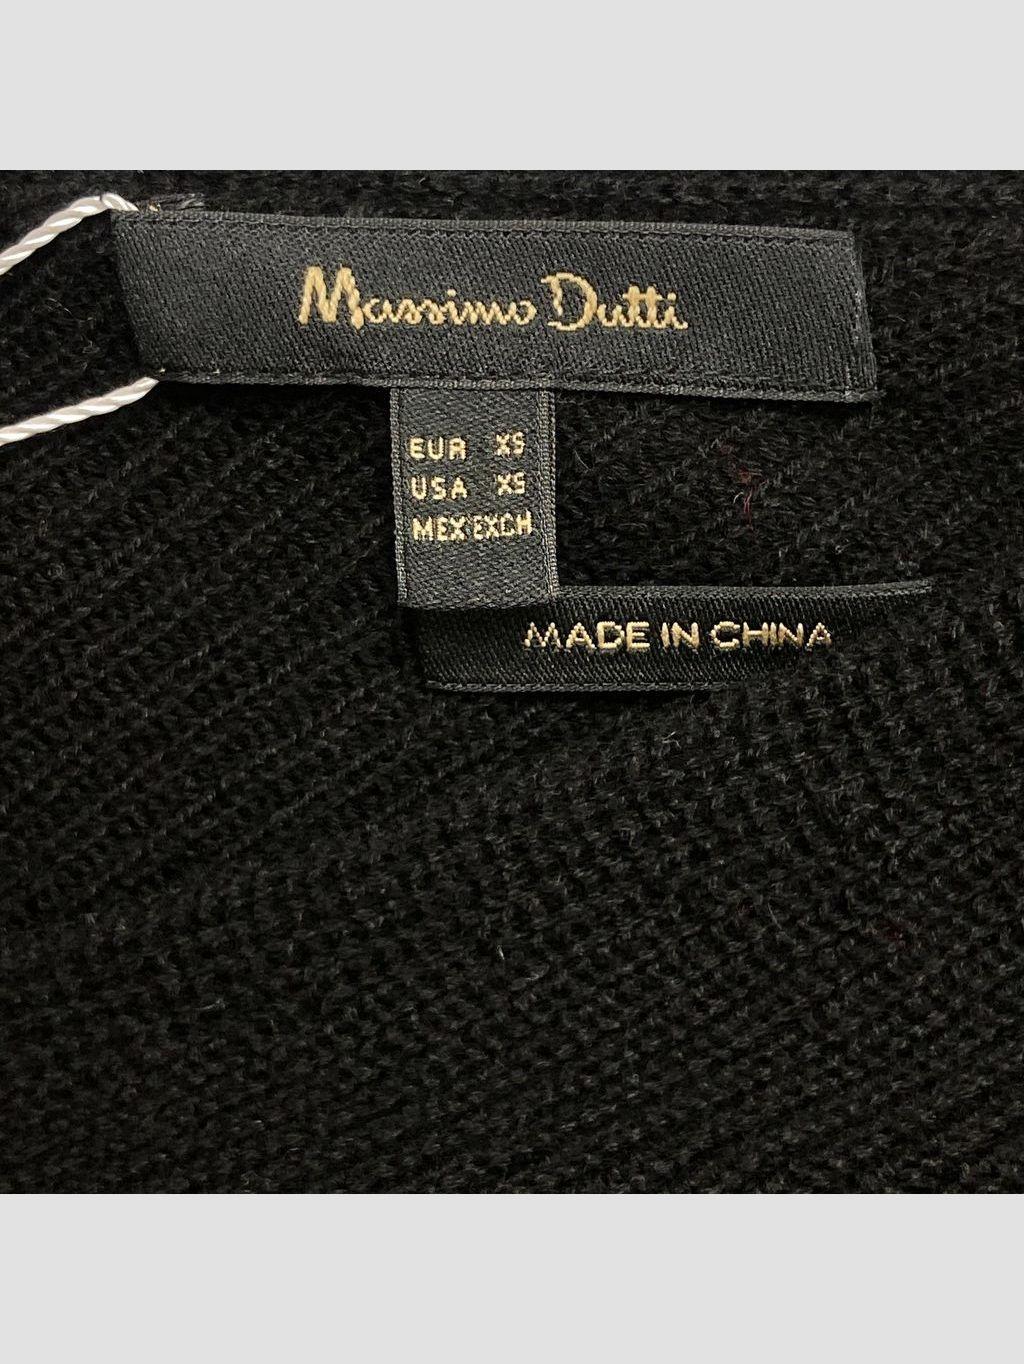 Massimo Dutti
EUR XS
USA XS
MEX EXCH
MADE IN CHINA